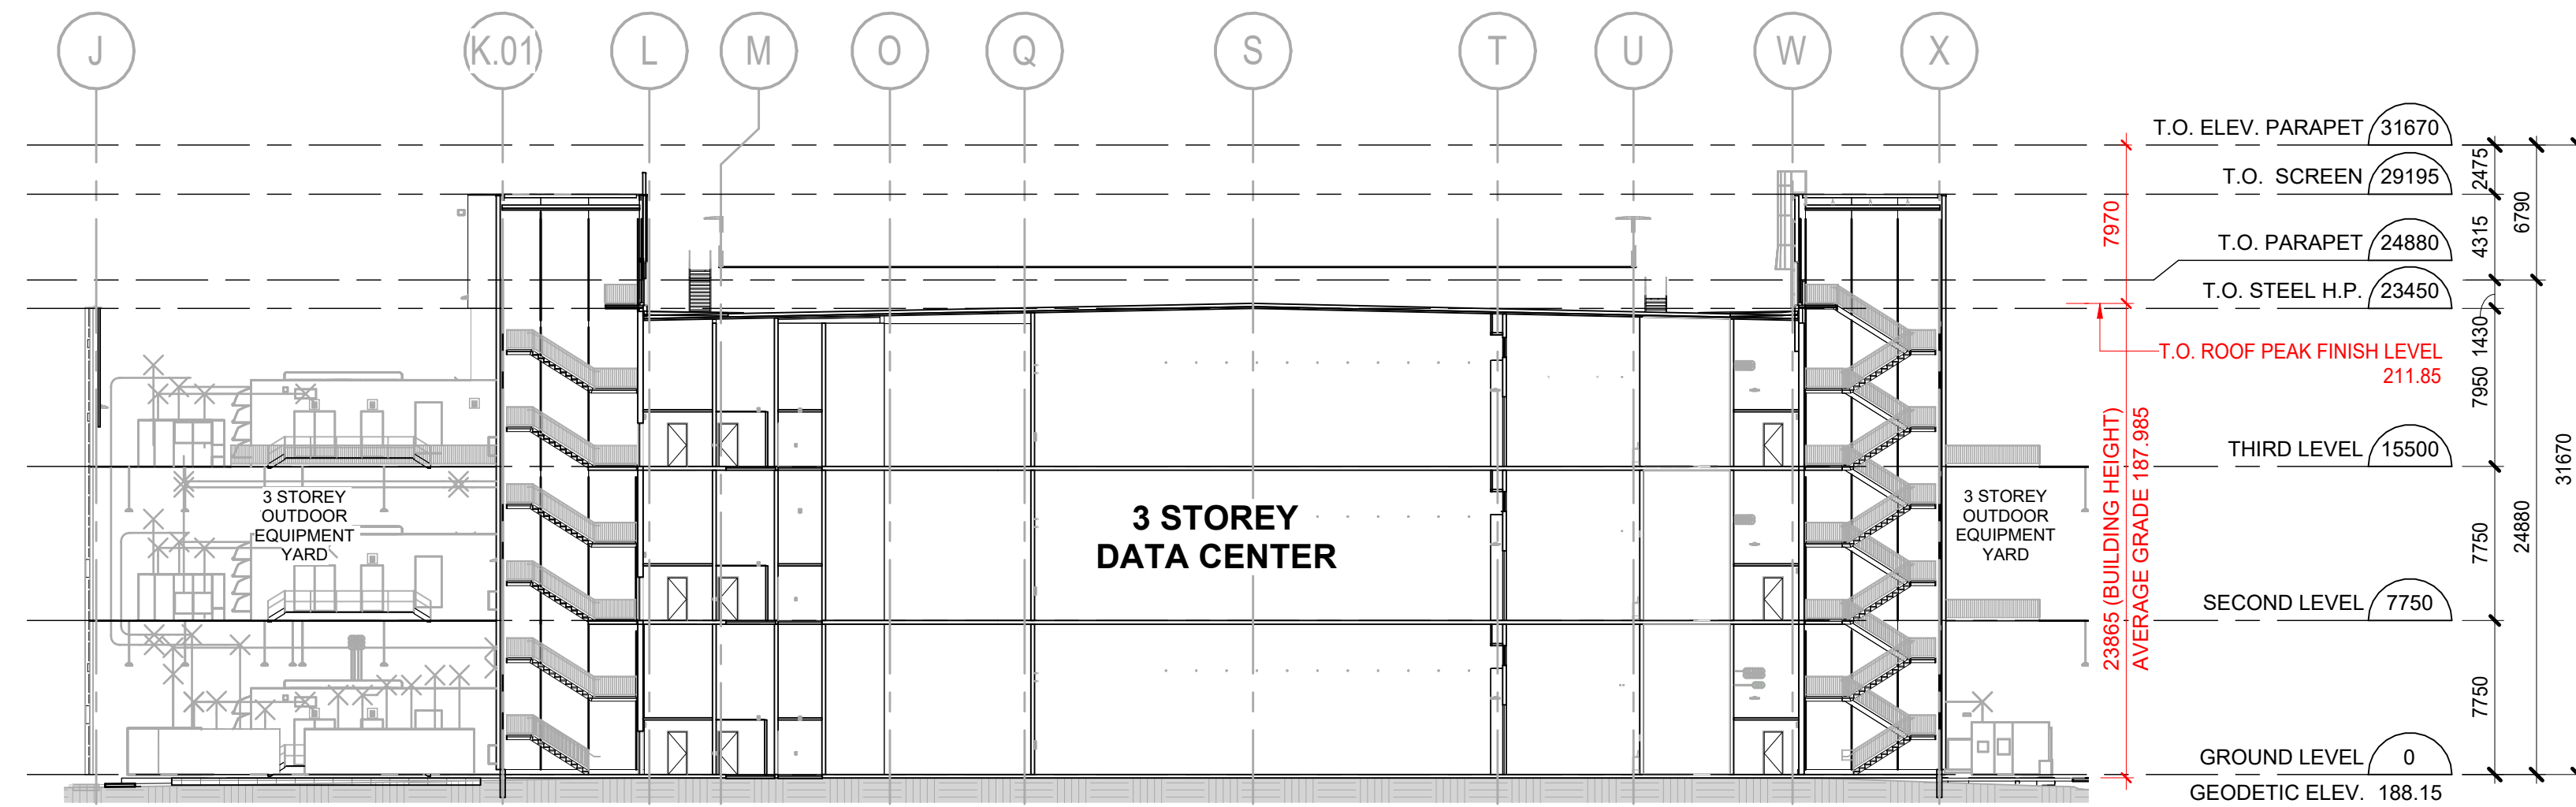 J K.01 L M O Q S T U W X
T.O. ELEV. PARAPET 31670
T.O. SCREEN 29195
T.O. PARAPET 24880
T.O. STEEL H.P. 23450
T.O. ROOF PEAK FINISH LEVEL
211.85
THIRD LEVEL 15500
SECOND LEVEL 7750
GROUND LEVEL 0
GEODETIC ELEV. 188.15
7970
23865 (BUILDING HEIGHT)
AVERAGE GRADE 187.985
2475
4315
1430
7950
7750
7750
6790
24880
31670
3 STOREY
OUTDOOR
EQUIPMENT
YARD
3 STOREY
DATA CENTER
3 STOREY
OUTDOOR
EQUIPMENT
YARD